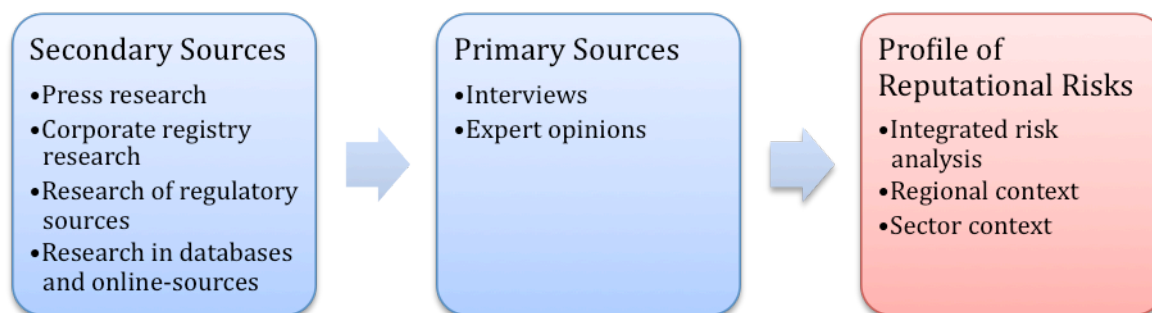 Secondary Sources
•Press research
•Corporate registry
research
•Research of regulatory
sources
•Research in databases
and online-sources
Primary Sources
•Interviews
•Expert opinions
Profile of
Reputational Risks
•Integrated risk
analysis
•Regional context
•Sector context